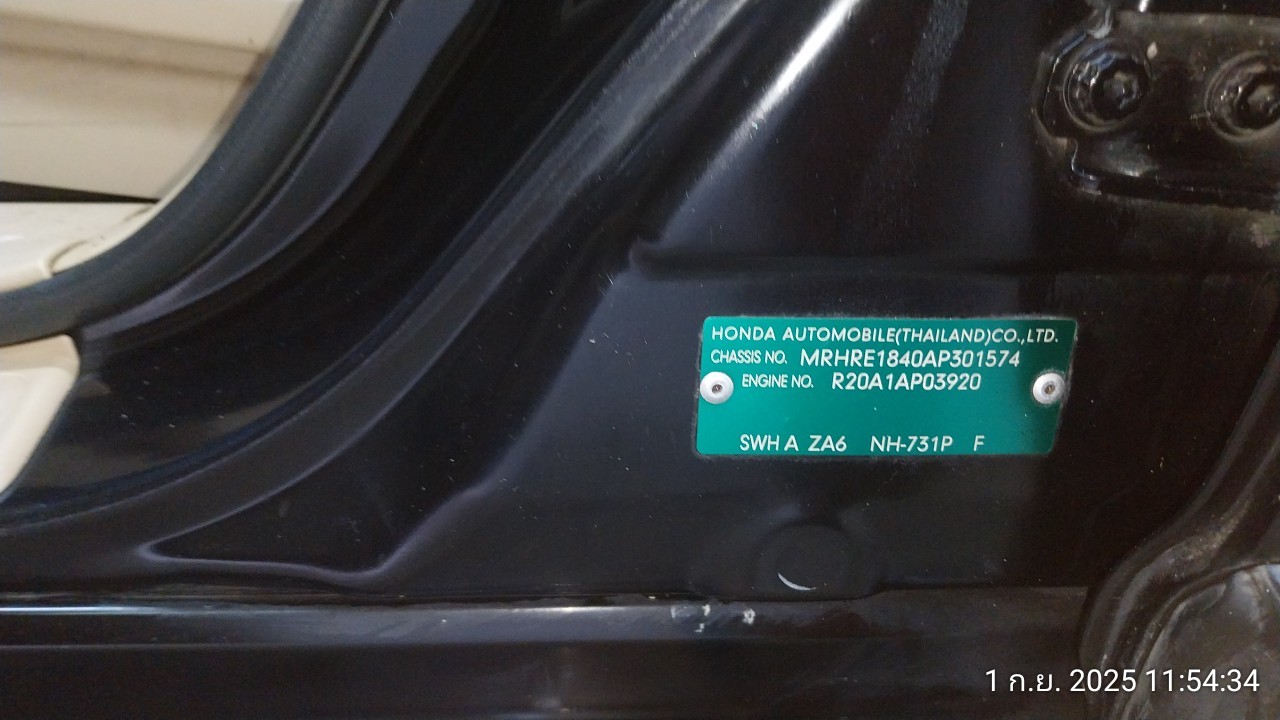 HONDA AUTOMOBILE(THAILAND)CO.,LTD.
CHASSIS NO. MRHRE1840AP301574
ENGINE NO. R20A1AP03920
SWH A ZA6 NH-731P F
1 ก.ย. 2025 11:54:34